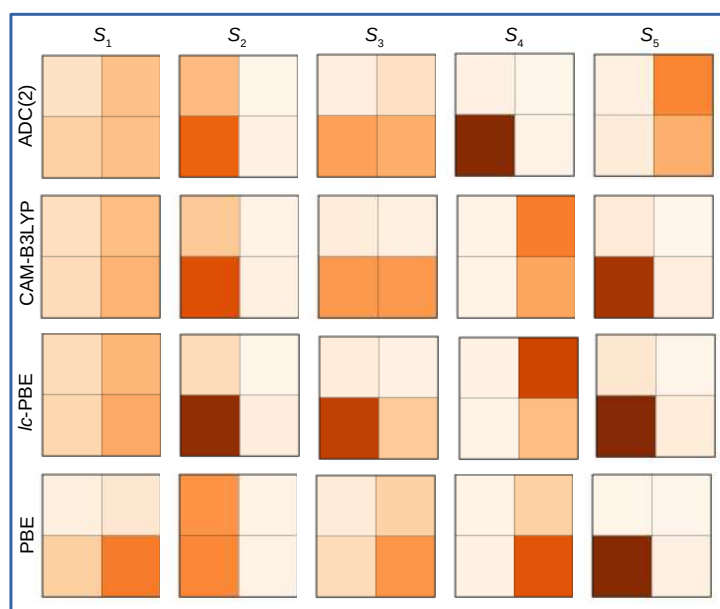 S₁ S₂ S₃ S₄ S₅
ADC(2)
CAM-B3LYP
lc-PBE
PBE